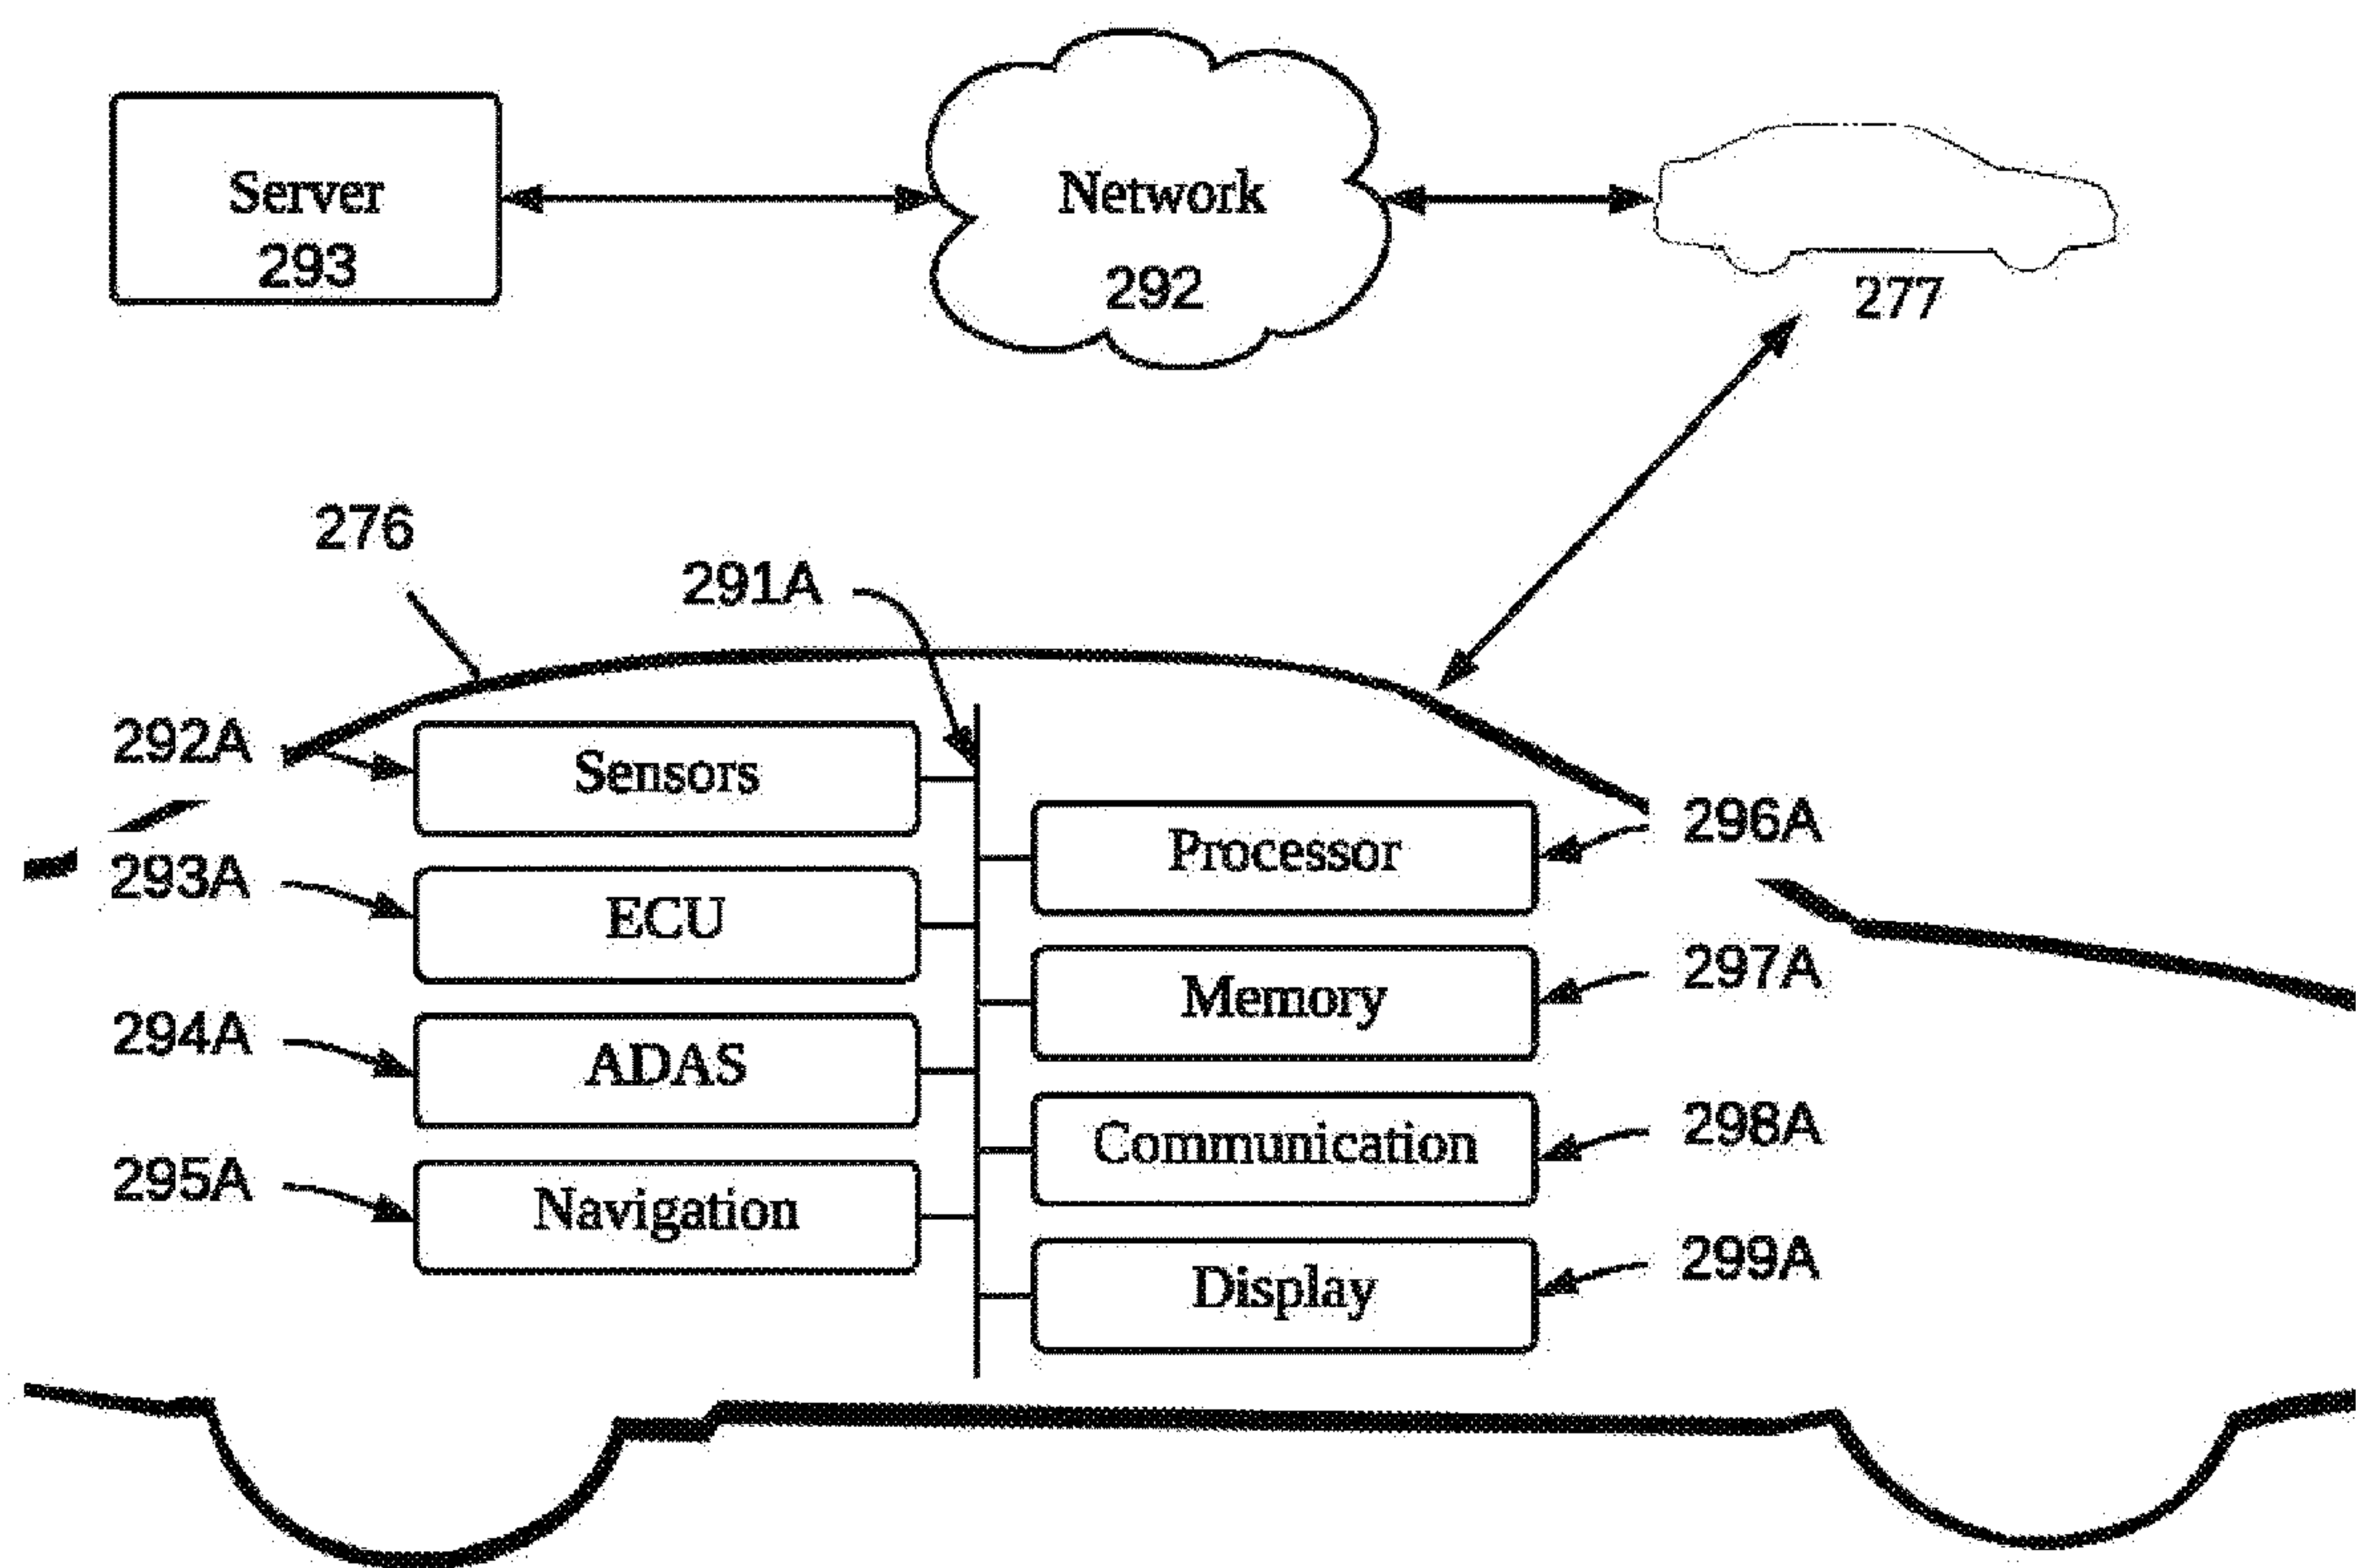 Server
293
Network
292
277
276
291A
292A
Sensors
Processor
296A
293A
ECU
Memory
297A
294A
ADAS
Communication
298A
295A
Navigation
Display
299A